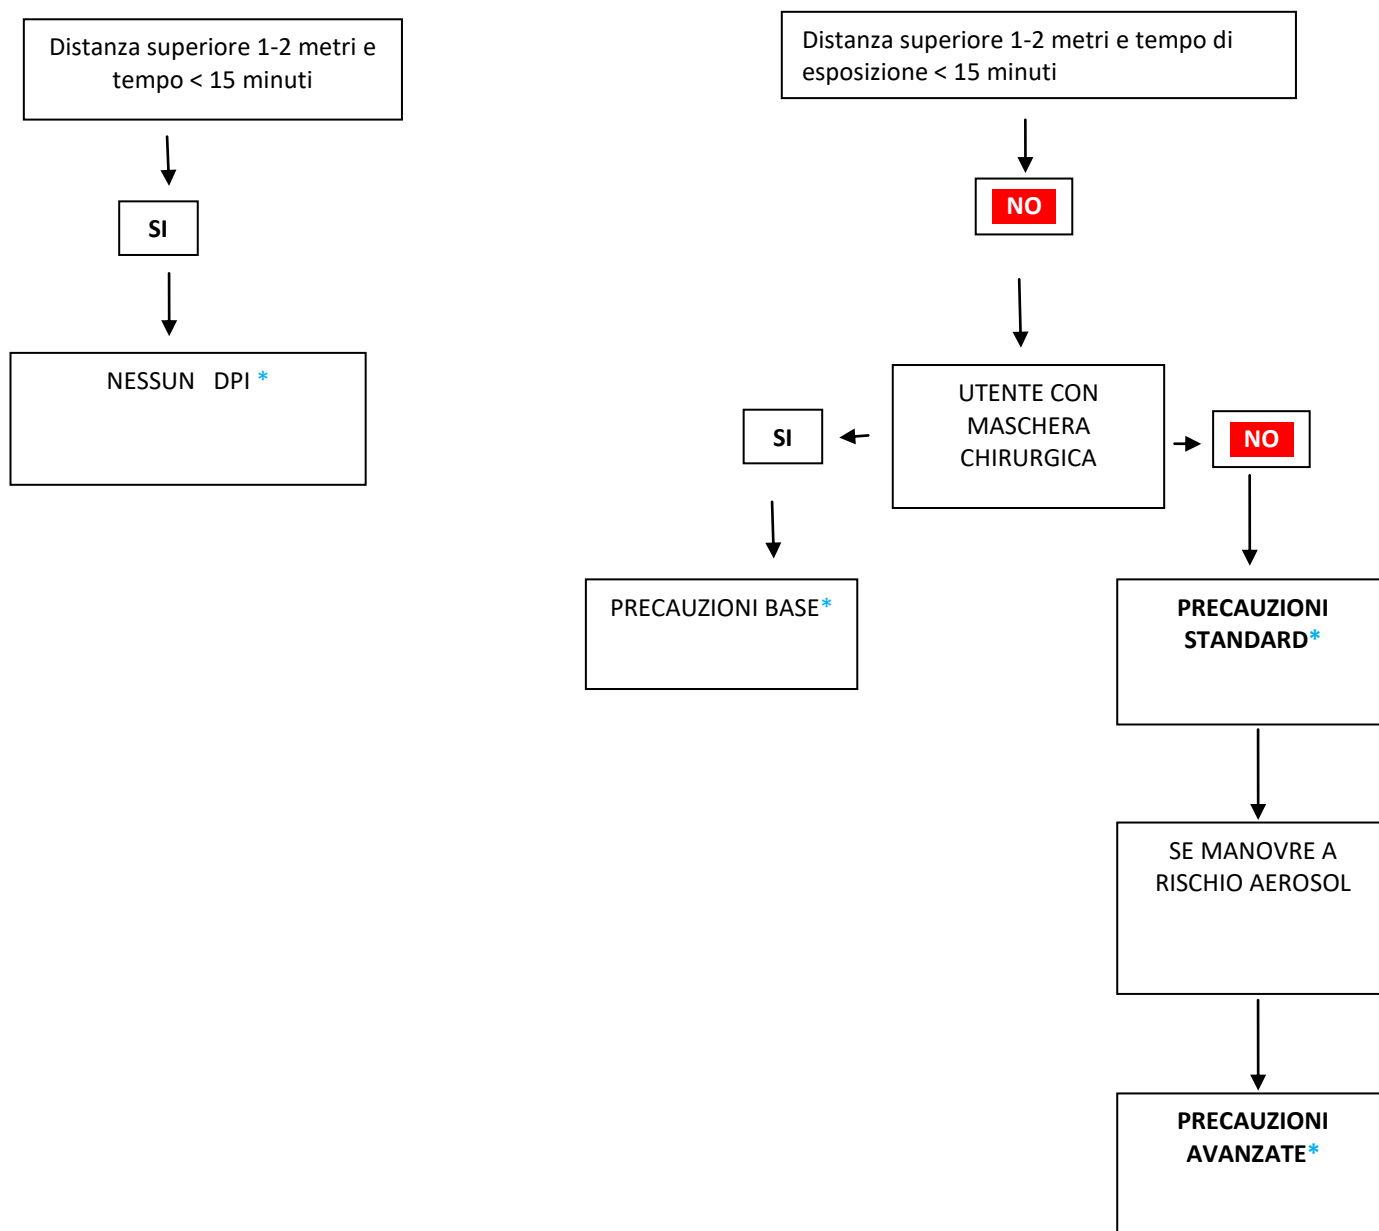 Distanza superiore 1-2 metri e
tempo < 15 minuti
SI
NESSUN DPI *
Distanza superiore 1-2 metri e tempo di
esposizione < 15 minuti
NO
UTENTE CON
MASCHERA
CHIRURGICA
SI
NO
PRECAUZIONI BASE*
PRECAUZIONI
STANDARD*
SE MANOVRE A
RISCHIO AEROSOL
PRECAUZIONI
AVANZATE*